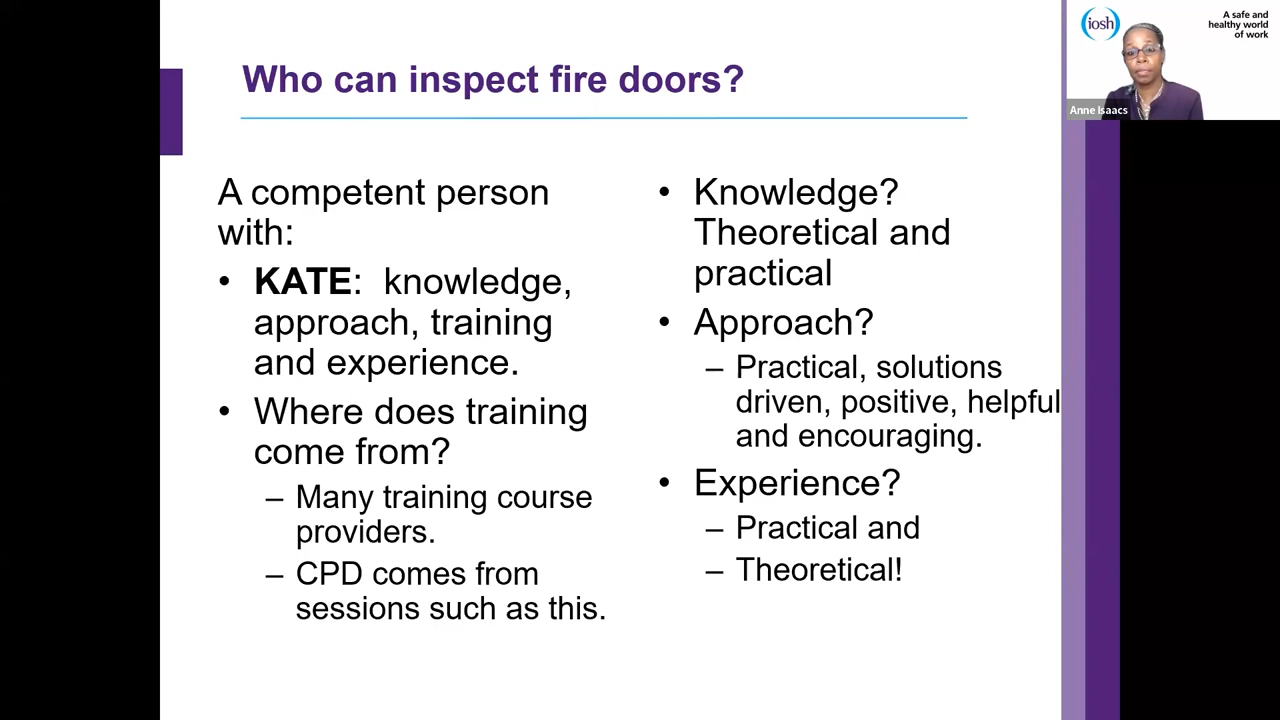 Who can inspect fire doors?
A competent person
with:
• KATE: knowledge,
approach, training
and experience.
• Where does training
come from?
– Many training course
providers.
– CPD comes from
sessions such as this.
• Knowledge?
Theoretical and
practical
• Approach?
– Practical, solutions
driven, positive, helpful
and encouraging.
• Experience?
– Practical and
– Theoretical!
iosh
A safe and
healthy world
of work
Anne Isaacs